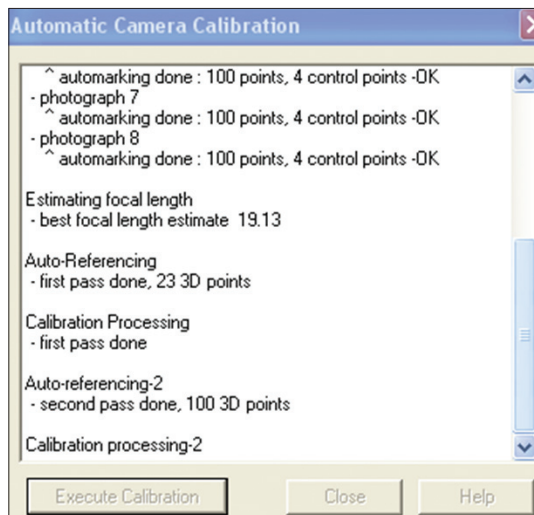 Automatic Camera Calibration
^ automarking done : 100 points, 4 control points -OK
- photograph 7
^ automarking done : 100 points, 4 control points -OK
- photograph 8
^ automarking done : 100 points, 4 control points -OK
Estimating focal length
- best focal length estimate 19.13
Auto-Referencing
- first pass done, 23 3D points
Calibration Processing
- first pass done
Auto-referencing-2
- second pass done, 100 3D points
Calibration processing-2
Execute Calibration Close Help